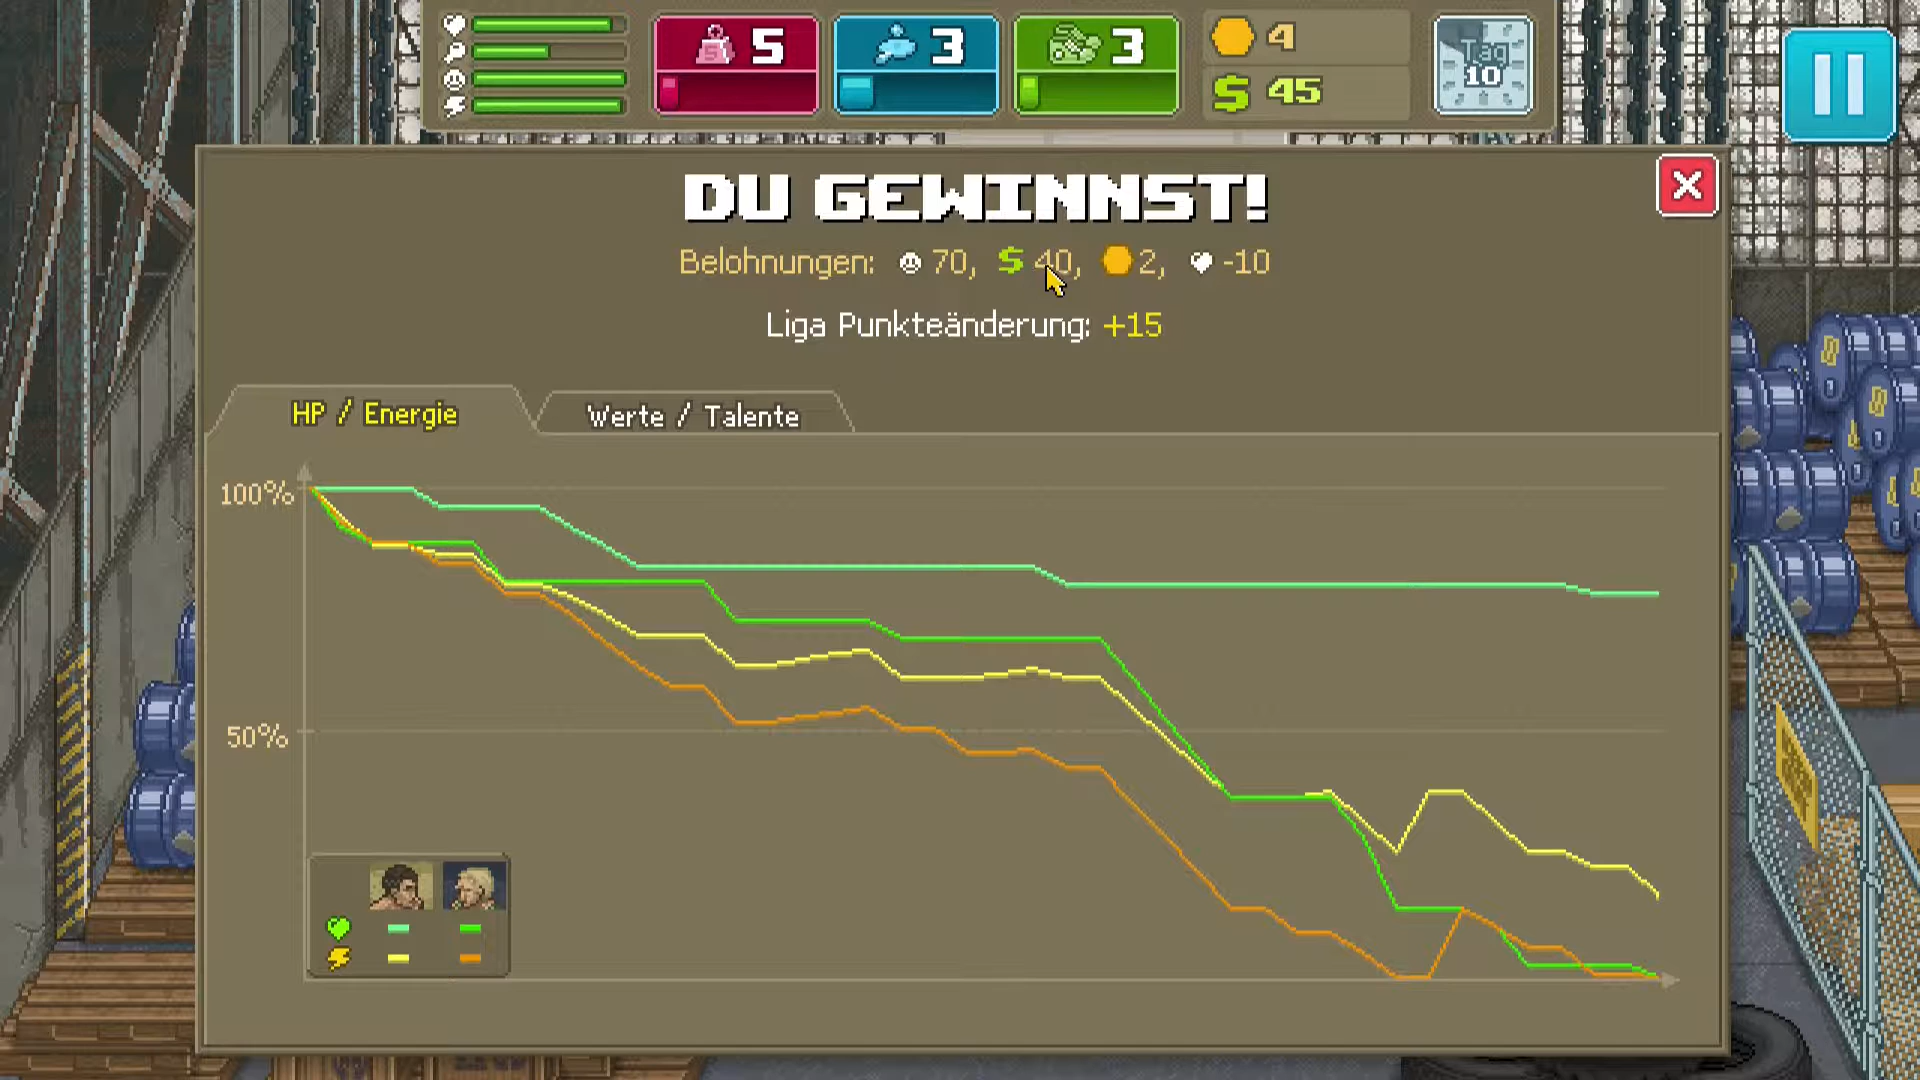 5
3
3
4
45
Tag
10
DU GEWINNST!
Belohnungen: 70, $ 40, 2, -10
Liga Punkteänderung: +15
HP / Energie
Werte / Talente
100%
50%